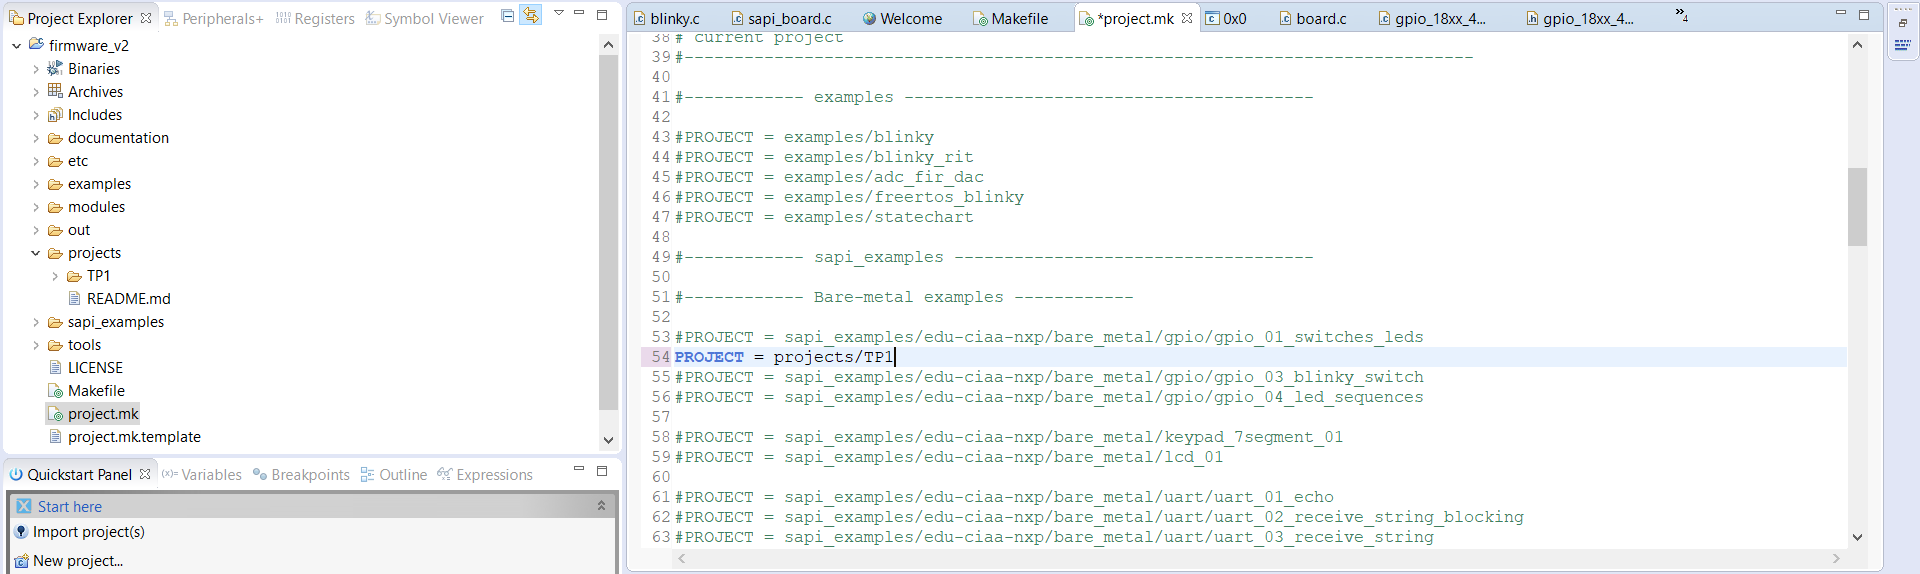 Project Explorer
Peripherals+
Registers
Symbol Viewer
firmware_v2
Binaries
Archives
Includes
documentation
etc
examples
modules
out
projects
TP1
README.md
sapi_examples
tools
LICENSE
Makefile
project.mk
project.mk.template
Quickstart Panel
(x)= Variables
Breakpoints
Outline
Expressions
Start here
Import project(s)
New project...
blinky.c
sapi_board.c
Welcome
Makefile
*project.mk
0x0
board.c
gpio_18xx_4...
gpio_18xx_4...
»4
38 # current project
39 #-------------------------------------------------------------------------------
40
41 #------------ examples -----------------------------------------
42
43 #PROJECT = examples/blinky
44 #PROJECT = examples/blinky_rit
45 #PROJECT = examples/adc_fir_dac
46 #PROJECT = examples/freertos_blinky
47 #PROJECT = examples/statechart
48
49 #------------ sapi_examples ------------------------------------
50
51 #------------ Bare-metal examples ------------
52
53 #PROJECT = sapi_examples/edu-ciaa-nxp/bare_metal/gpio/gpio_01_switches_leds
54 PROJECT = projects/TP1
55 #PROJECT = sapi_examples/edu-ciaa-nxp/bare_metal/gpio/gpio_03_blinky_switch
56 #PROJECT = sapi_examples/edu-ciaa-nxp/bare_metal/gpio/gpio_04_led_sequences
57
58 #PROJECT = sapi_examples/edu-ciaa-nxp/bare_metal/keypad_7segment_01
59 #PROJECT = sapi_examples/edu-ciaa-nxp/bare_metal/lcd_01
60
61 #PROJECT = sapi_examples/edu-ciaa-nxp/bare_metal/uart/uart_01_echo
62 #PROJECT = sapi_examples/edu-ciaa-nxp/bare_metal/uart/uart_02_receive_string_blocking
63 #PROJECT = sapi_examples/edu-ciaa-nxp/bare_metal/uart/uart_03_receive_string